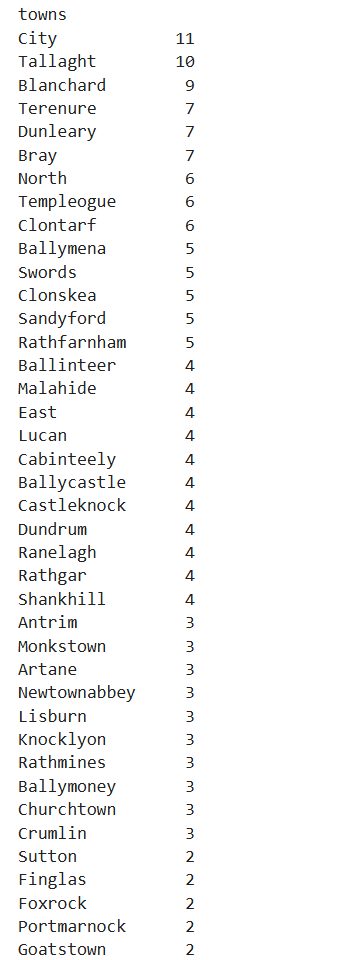 towns
City 11
Tallaght 10
Blanchard 9
Terenure 7
Dunleary 7
Bray 7
North 6
Templeogue 6
Clontarf 6
Ballymena 5
Swords 5
Clonskea 5
Sandyford 5
Rathfarnham 5
Ballinteer 4
Malahide 4
East 4
Lucan 4
Cabinteely 4
Ballycastle 4
Castleknock 4
Dundrum 4
Ranelagh 4
Rathgar 4
Shankhill 4
Antrim 3
Monkstown 3
Artane 3
Newtownabbey 3
Lisburn 3
Knocklyon 3
Rathmines 3
Ballymoney 3
Churchtown 3
Crumlin 3
Sutton 2
Finglas 2
Foxrock 2
Portmarnock 2
Goatstown 2